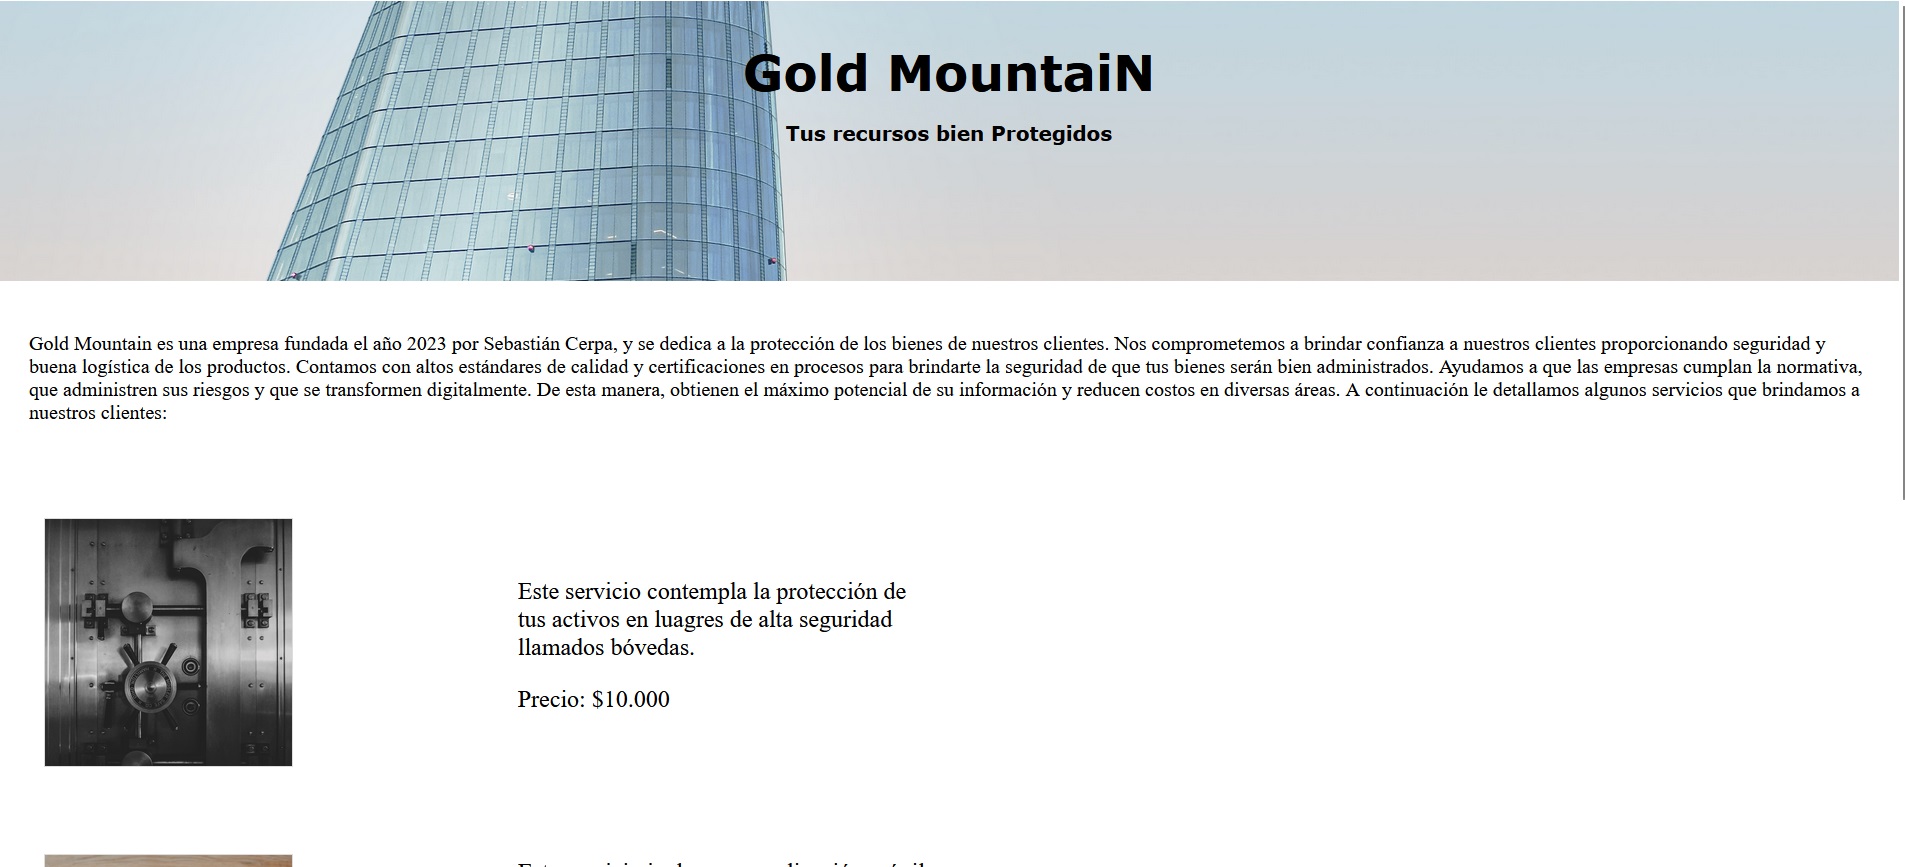 Gold MountaiN
Tus recursos bien Protegidos
Gold Mountain es una empresa fundada el año 2023 por Sebastián Cerpa, y se dedica a la protección de los bienes de nuestros clientes. Nos comprometemos a brindar confianza a nuestros clientes proporcionando seguridad y
buena logística de los productos. Contamos con altos estándares de calidad y certificaciones en procesos para brindarte la seguridad de que tus bienes serán bien administrados. Ayudamos a que las empresas cumplan la normativa,
que administren sus riesgos y que se transformen digitalmente. De esta manera, obtienen el máximo potencial de su información y reducen costos en diversas áreas. A continuación le detallamos algunos servicios que brindamos a
nuestros clientes:
Este servicio contempla la protección de
tus activos en luagres de alta seguridad
llamados bóvedas.
Precio: $10.000